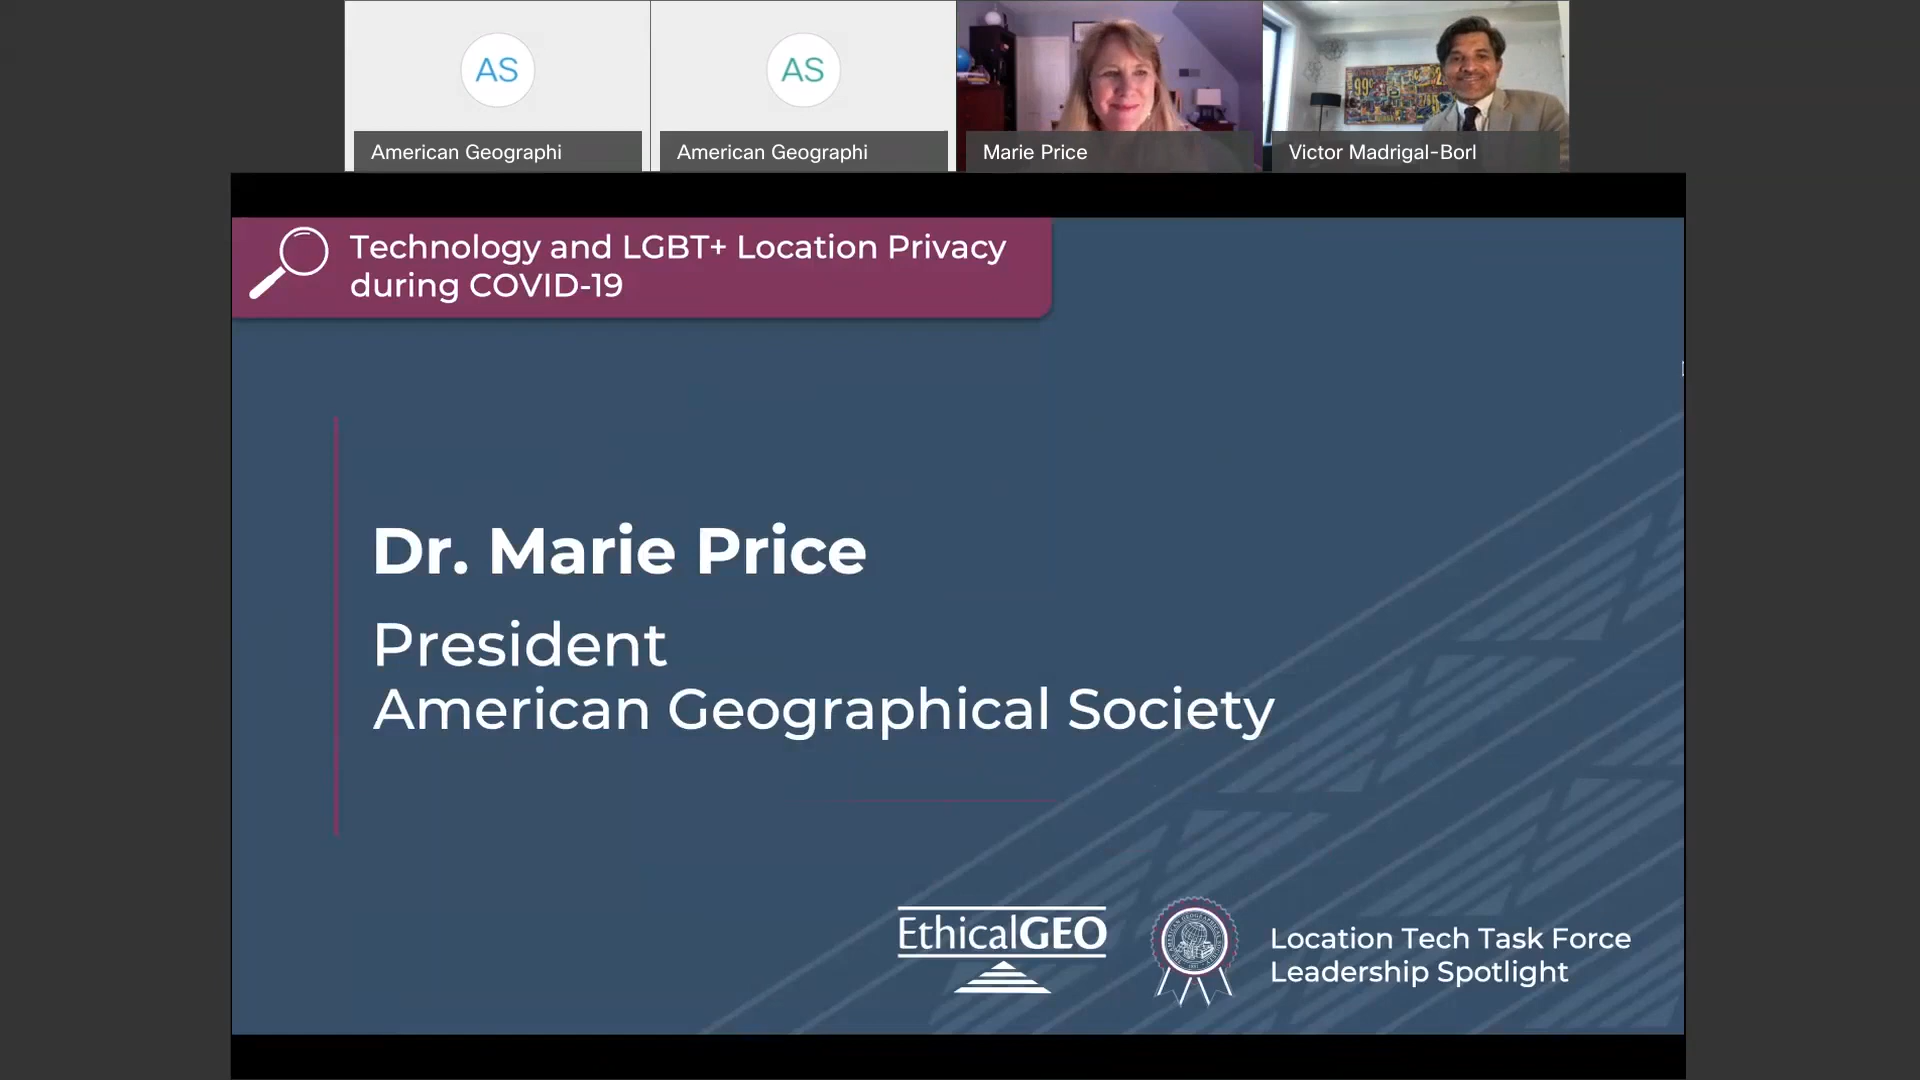 AS
American Geographi
AS
American Geographi
Marie Price
Victor Madrigal-Borl
Technology and LGBT+ Location Privacy
during COVID-19
Dr. Marie Price
President
American Geographical Society
EthicalGEO
Location Tech Task Force
Leadership Spotlight